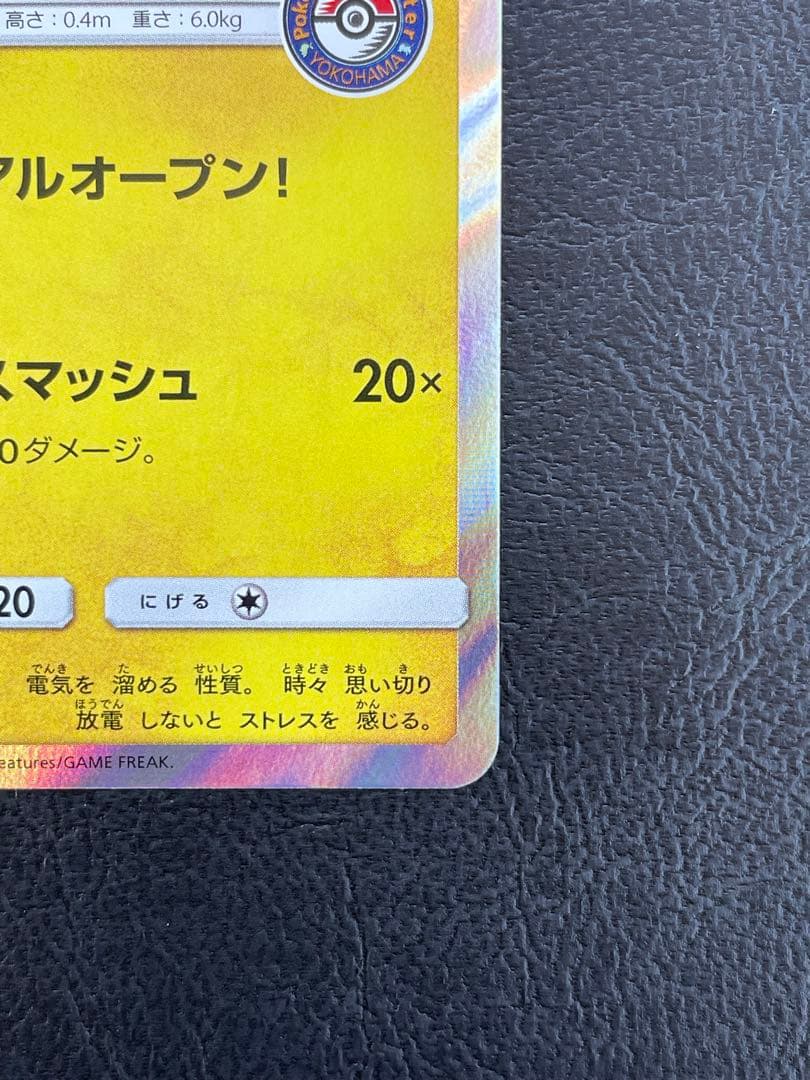 高さ：0.4m 重さ：6.0kg
YOKOHAMA
アルオープン！
スマッシュ 20×
0ダメージ。
20 にげる
でんき た せいしつ ときどき おも き
電気を 溜める 性質。 時々 思い切り
ほうでん かん
放電 しないと ストレスを 感じる。
eatures/GAME FREAK.